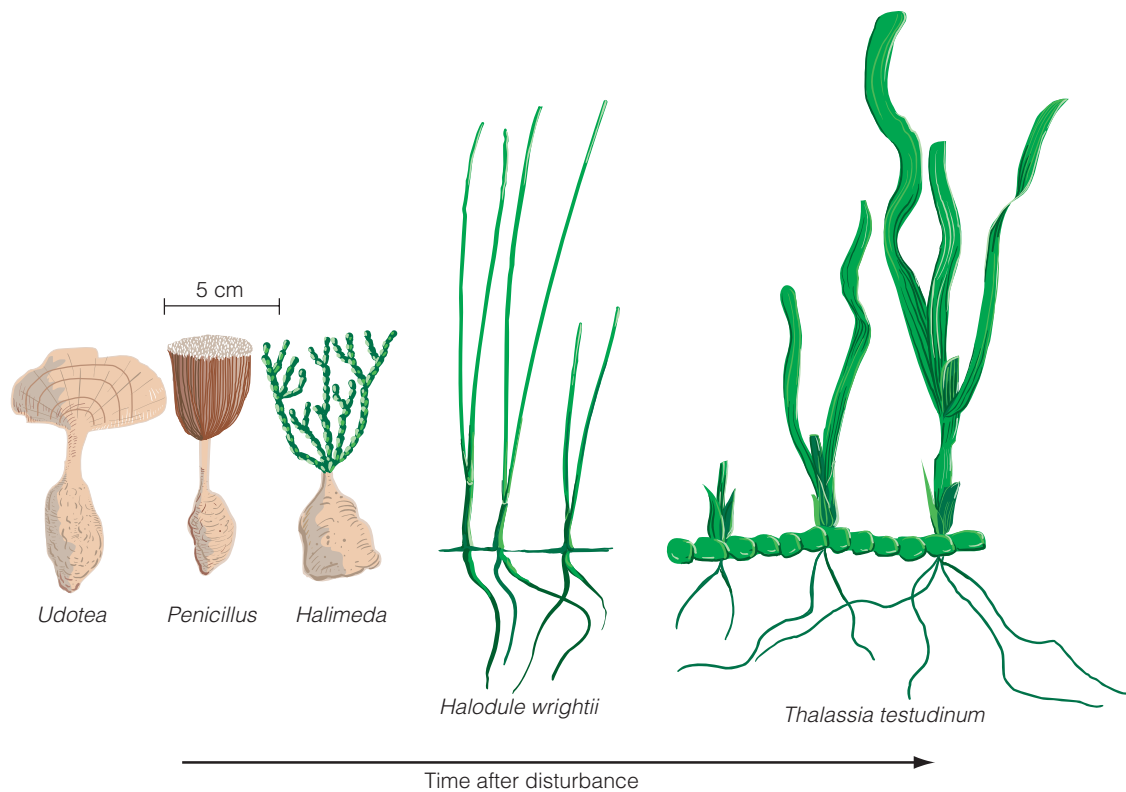 5 cm
Udotea
Penicillus
Halimeda
Halodule wrightii
Thalassia testudinum
Time after disturbance